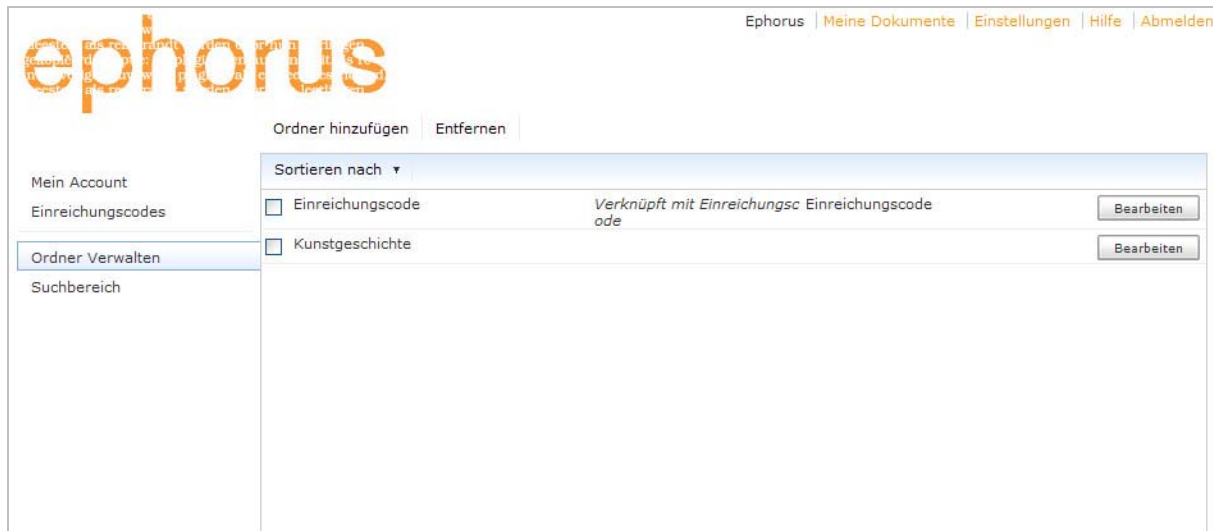 Ephorus | Meine Dokumente | Einstellungen | Hilfe | Abmelden
ephorus
Ordner hinzufügen | Entfernen
Mein Account
Einreichungscodes
Ordner Verwalten
Suchbereich
Sortieren nach ▼
Einreichungscode Verknüpft mit Einreichungsc Einreichungscode Bearbeiten
ode
Kunstgeschichte Bearbeiten